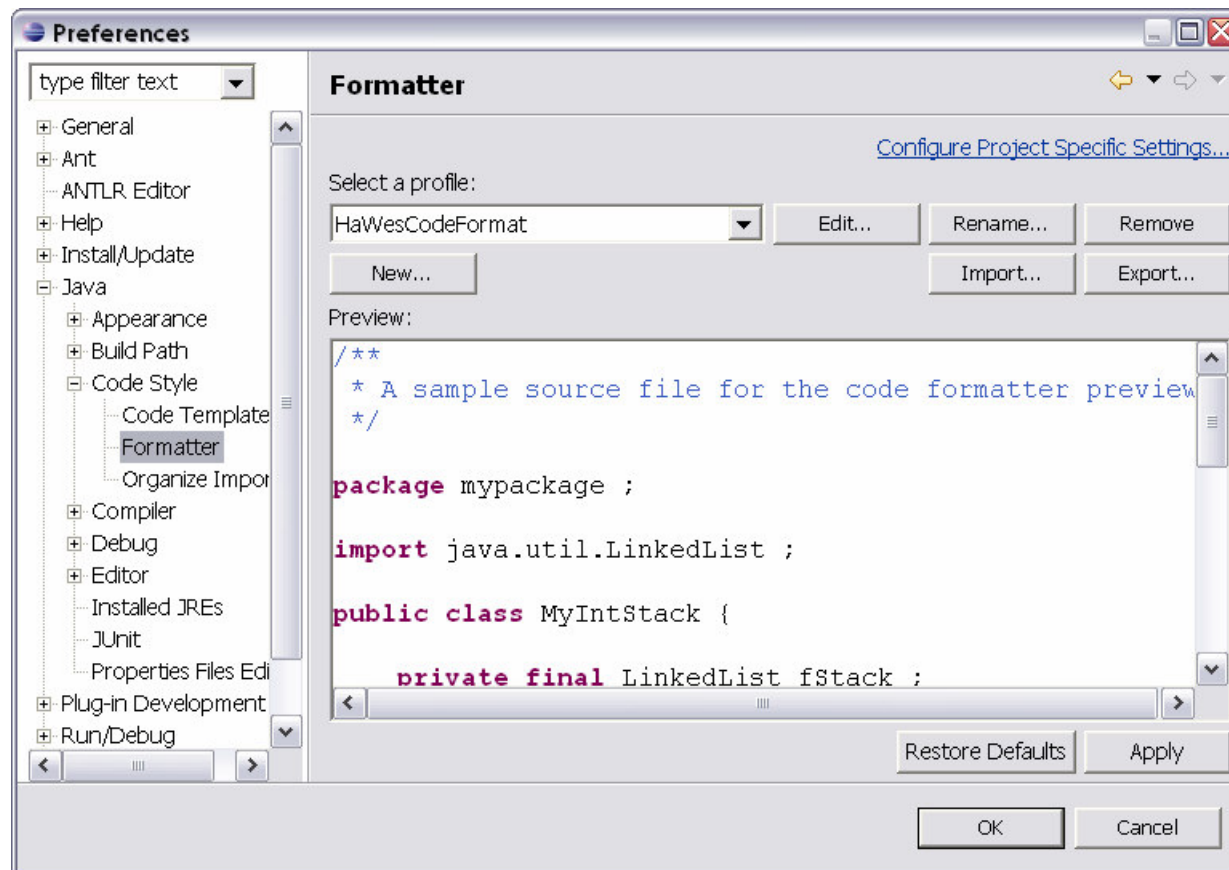 Preferences
type filter text
General
Ant
ANTLR Editor
Help
Install/Update
Java
Appearance
Build Path
Code Style
Code Template
Formatter
Organize Impor
Compiler
Debug
Editor
Installed JREs
JUnit
Properties Files Edi
Plug-in Development
Run/Debug
Formatter
Configure Project Specific Settings...
Select a profile:
HaWesCodeFormat Edit... Rename... Remove
New... Import... Export...
Preview:
/**
 * A sample source file for the code formatter preview
 */
package mypackage ;
import java.util.LinkedList ;
public class MyIntStack {
    private final LinkedList fStack ;
Restore Defaults Apply
OK Cancel